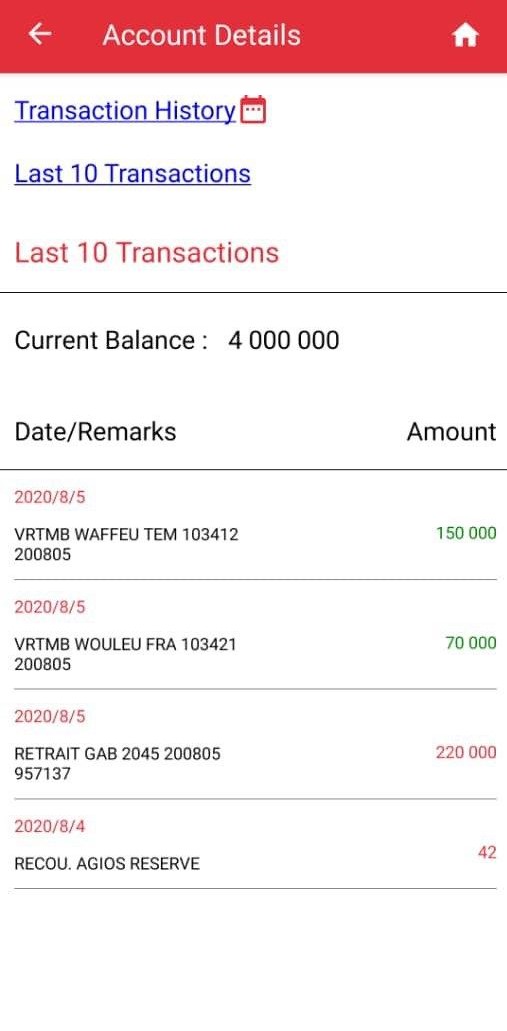 Account Details
Transaction History
Last 10 Transactions
Last 10 Transactions
Current Balance : 4 000 000
Date/Remarks Amount
2020/8/5
VRTMB WAFFEU TEM 103412 150 000
200805
2020/8/5
VRTMB WOULEU FRA 103421 70 000
200805
2020/8/5
RETRAIT GAB 2045 200805 220 000
957137
2020/8/4
RECOU. AGIOS RESERVE 42